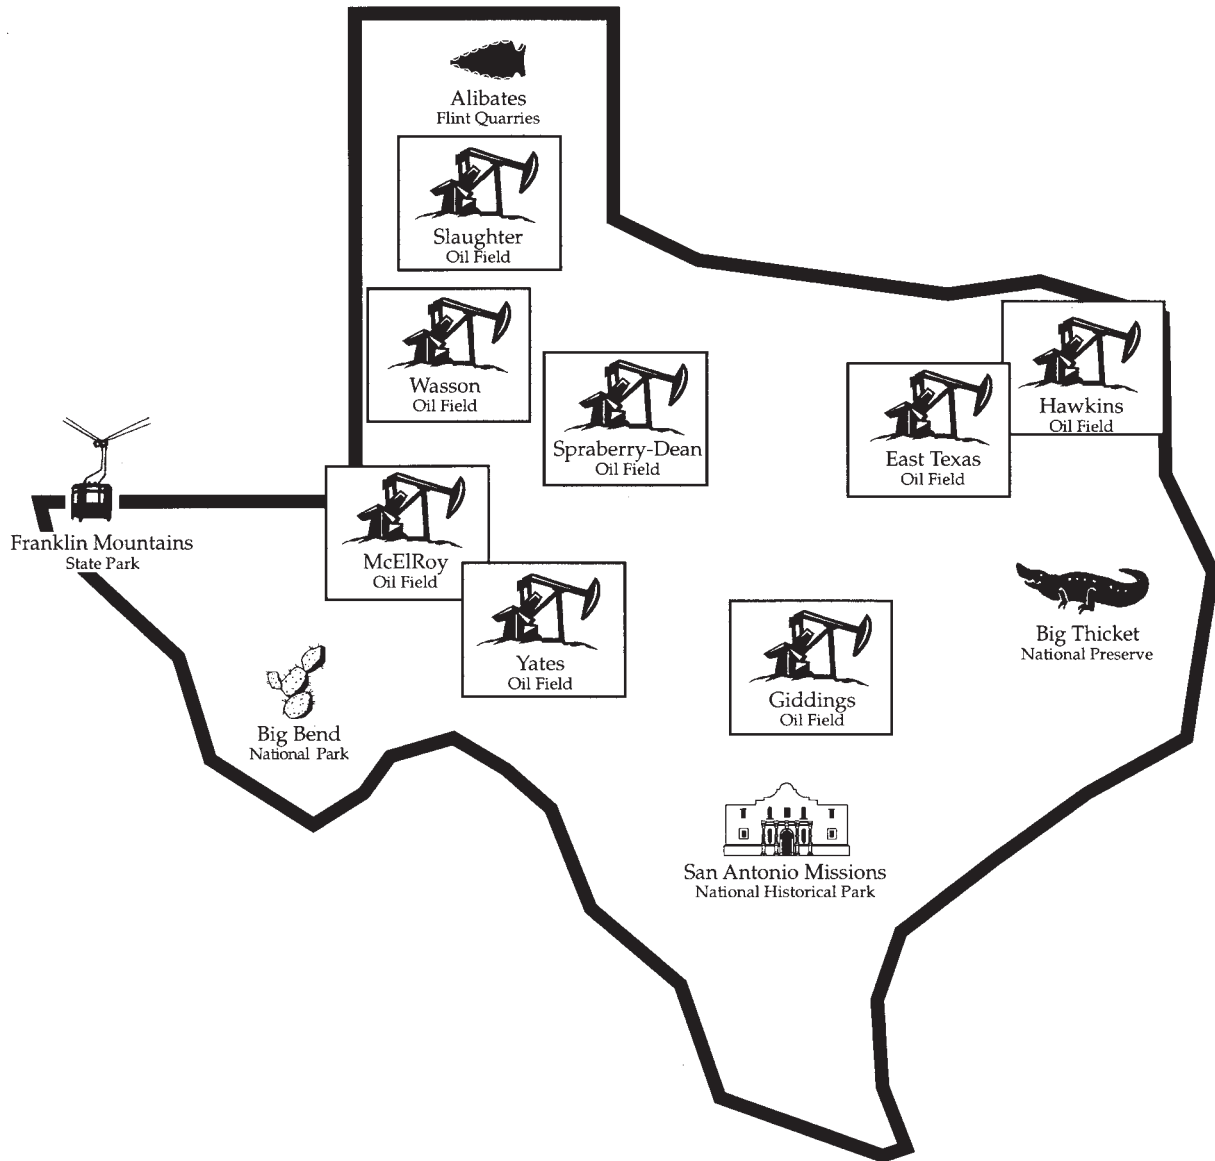 Alibates
Flint Quarries
Slaughter
Oil Field
Wasson
Oil Field
Spraberry-Dean
Oil Field
Hawkins
Oil Field
East Texas
Oil Field
Franklin Mountains
State Park
McElRoy
Oil Field
Yates
Oil Field
Big Thicket
National Preserve
Giddings
Oil Field
Big Bend
National Park
San Antonio Missions
National Historical Park